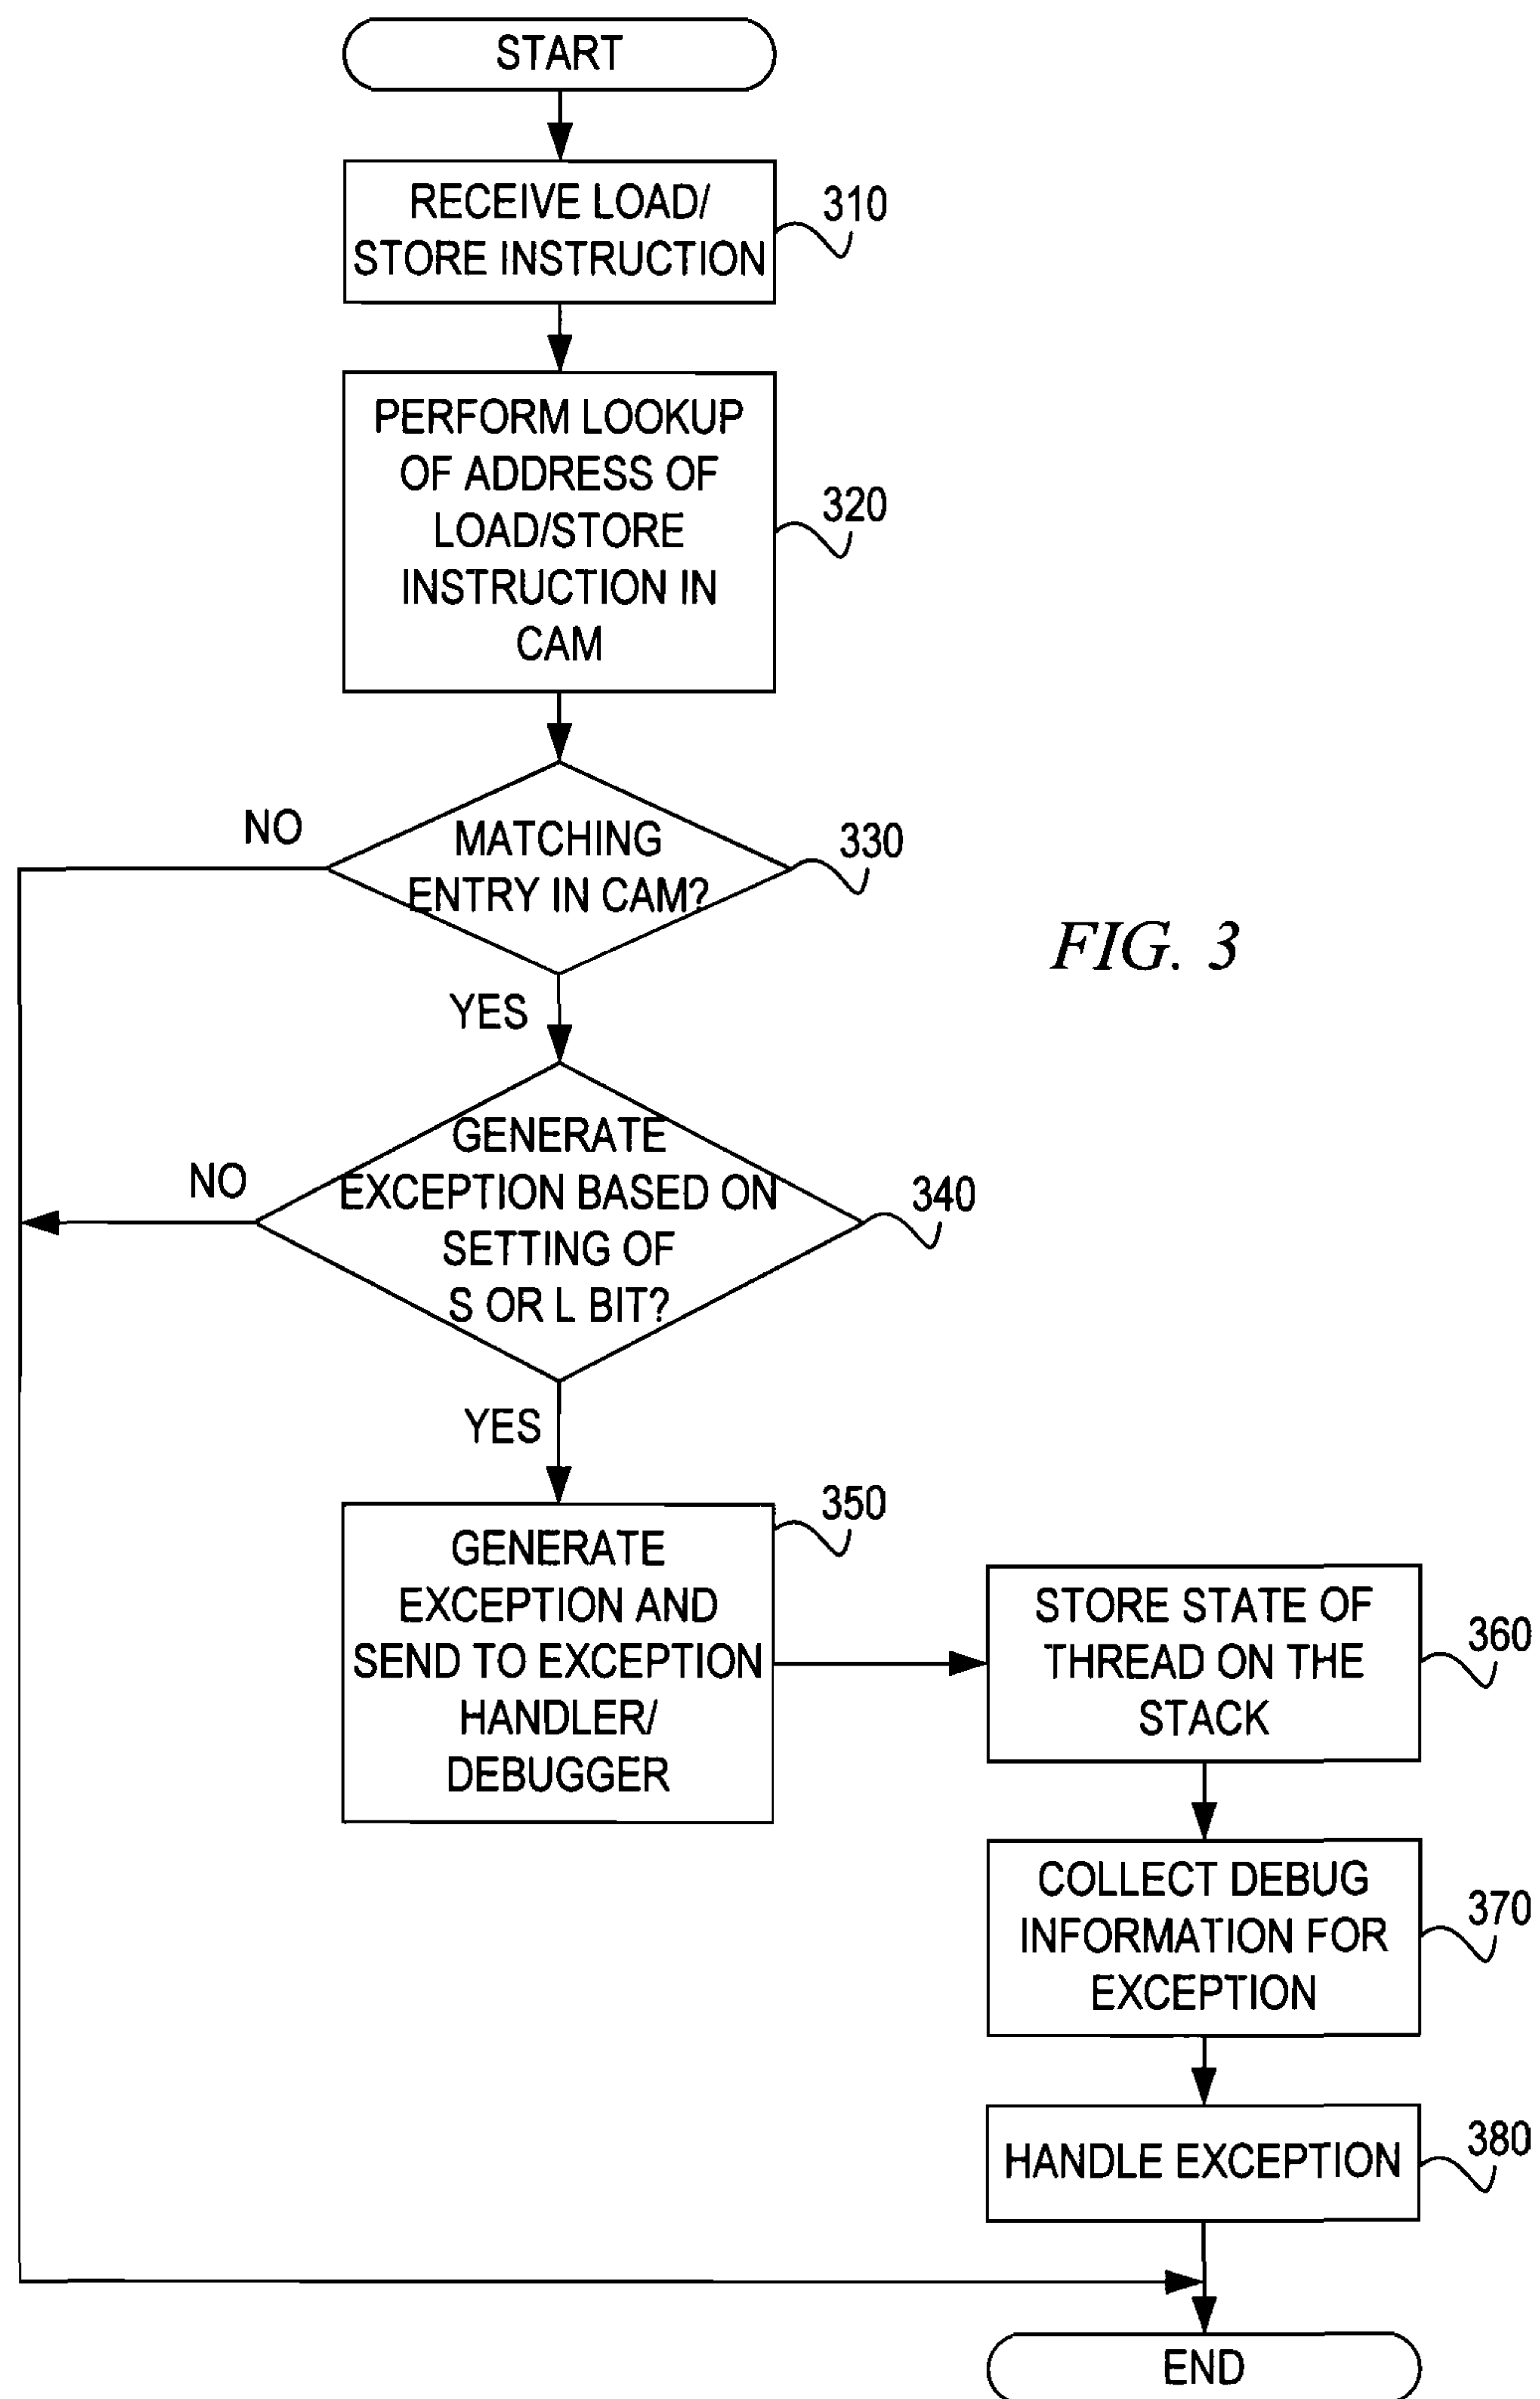 START
RECEIVE LOAD/
STORE INSTRUCTION
310
PERFORM LOOKUP
OF ADDRESS OF
LOAD/STORE
INSTRUCTION IN
CAM
320
NO
MATCHING
ENTRY IN CAM?
330
FIG. 3
YES
NO
GENERATE
EXCEPTION BASED ON
SETTING OF
S OR L BIT?
340
YES
GENERATE
EXCEPTION AND
SEND TO EXCEPTION
HANDLER/
DEBUGGER
350
STORE STATE OF
THREAD ON THE
STACK
360
COLLECT DEBUG
INFORMATION FOR
EXCEPTION
370
HANDLE EXCEPTION
380
END